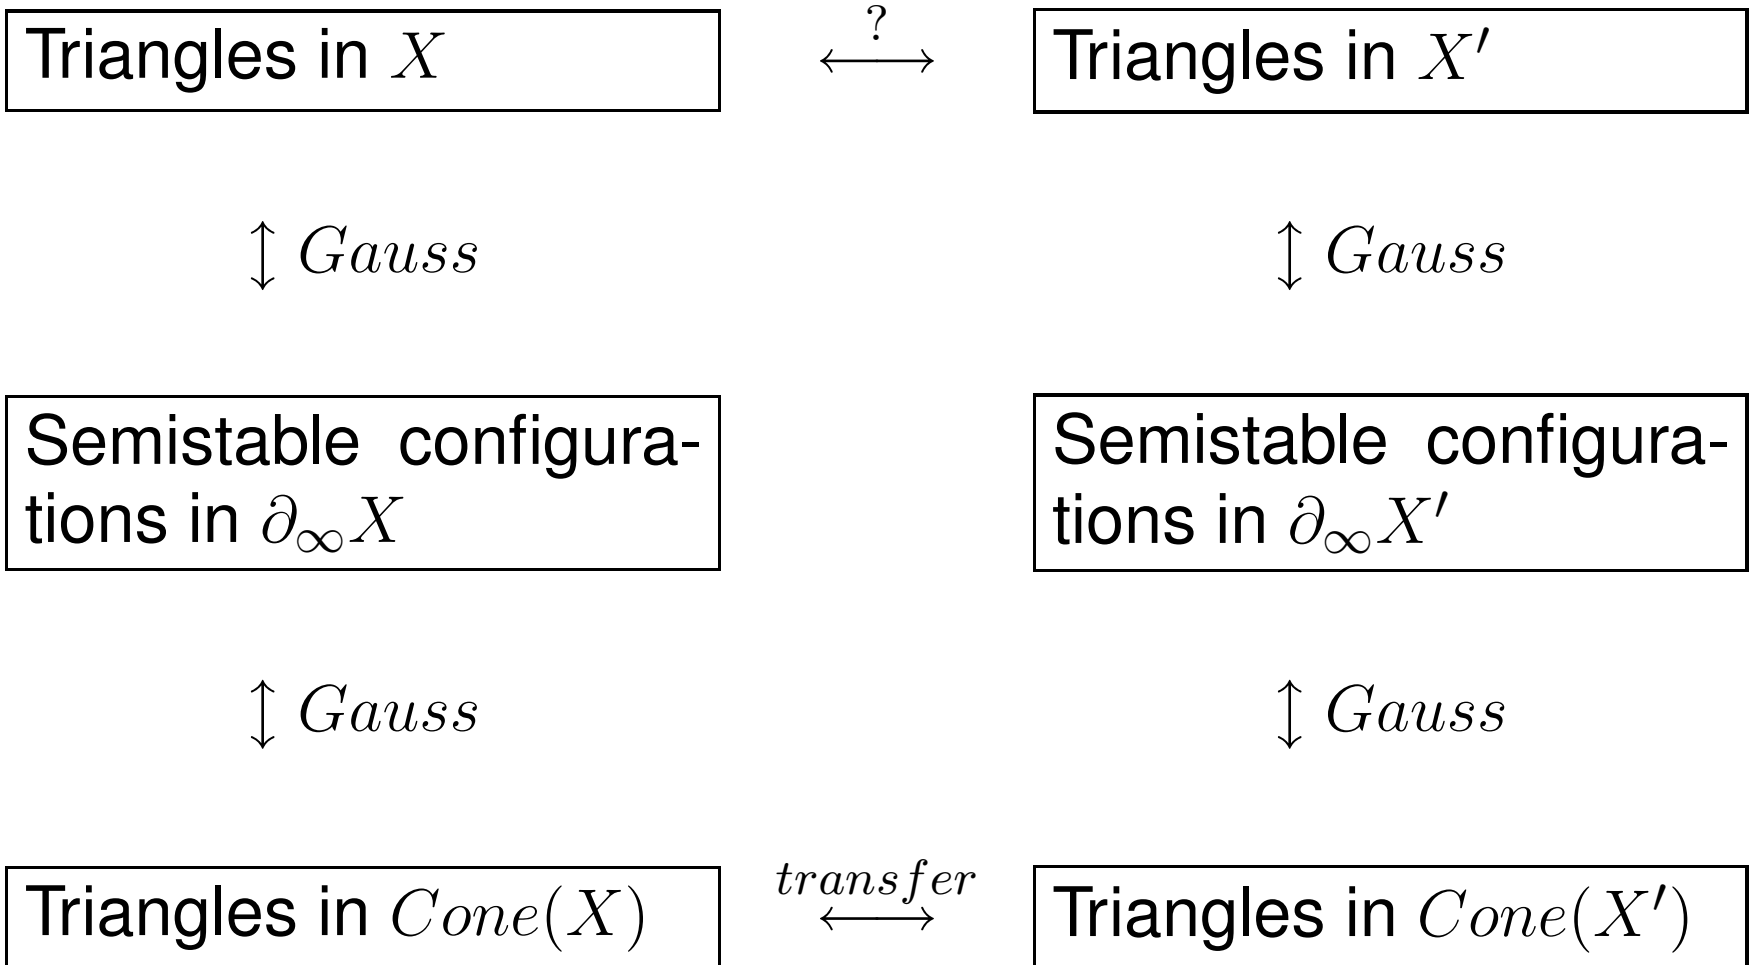 Triangles in X
?
⟷
Triangles in X′
↕ Gauss
↕ Gauss
Semistable configura-
tions in ∂∞X
Semistable configura-
tions in ∂∞X′
↕ Gauss
↕ Gauss
Triangles in Cone(X)
transfer
⟷
Triangles in Cone(X′)